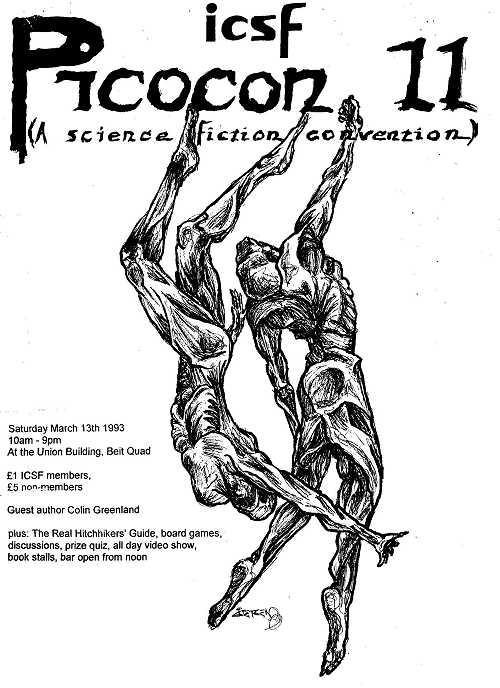 icsf
Picocon 11
(A science fiction convention)
Saturday March 13th 1993
10am - 9pm
At the Union Building, Beit Quad
£1 ICSF members,
£5 non-members
Guest author Colin Greenland
plus: The Real Hitchhikers' Guide, board games,
discussions, prize quiz, all day video show,
book stalls, bar open from noon